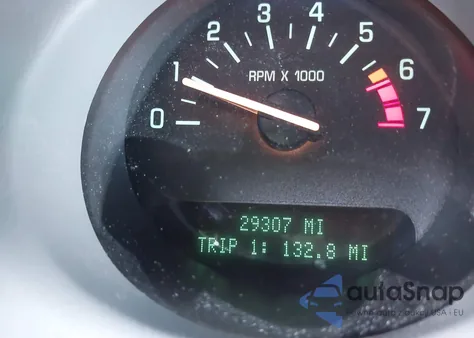 0 1 2 3 4 5 6 7
RPM X 1000
29307 MI
TRIP 1: 132.8 MI
autoSnap